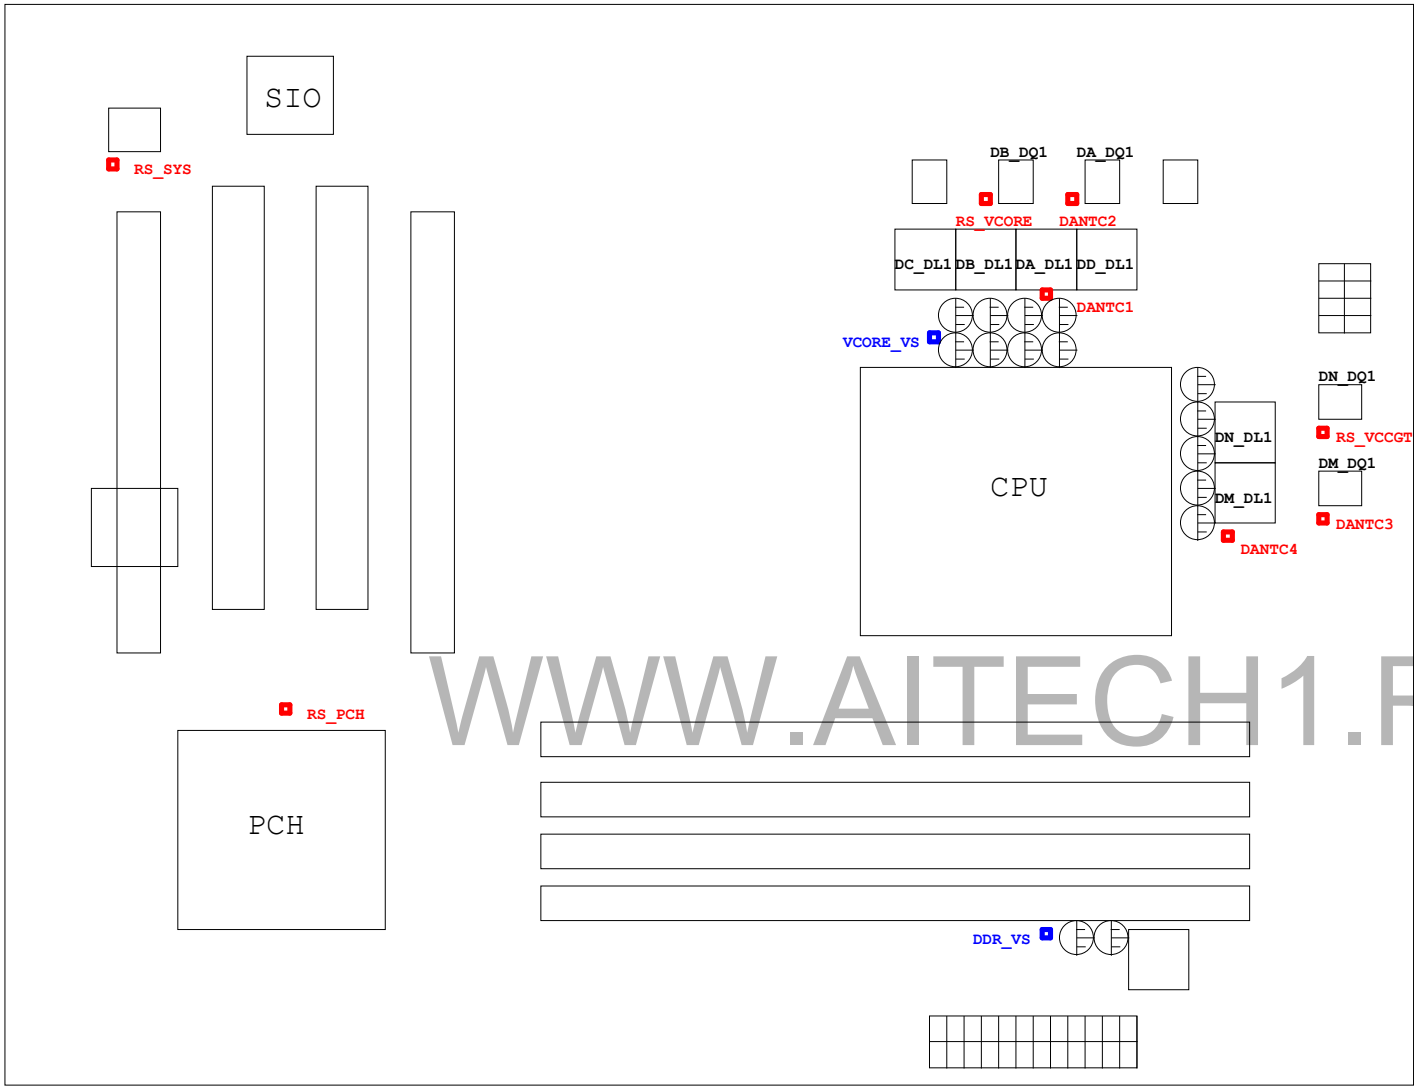 SIO
RS_SYS
DB_DQ1
DA_DQ1
RS_VCORE
DANTC2
DC_DL1
DB_DL1
DA_DL1
DD_DL1
DANTC1
VCORE_VS
DN_DQ1
RS_VCCGT
DN_DL1
DM_DQ1
CPU
DM_DL1
DANTC3
DANTC4
WWW.AITECH1.F
RS_PCH
PCH
DDR_VS